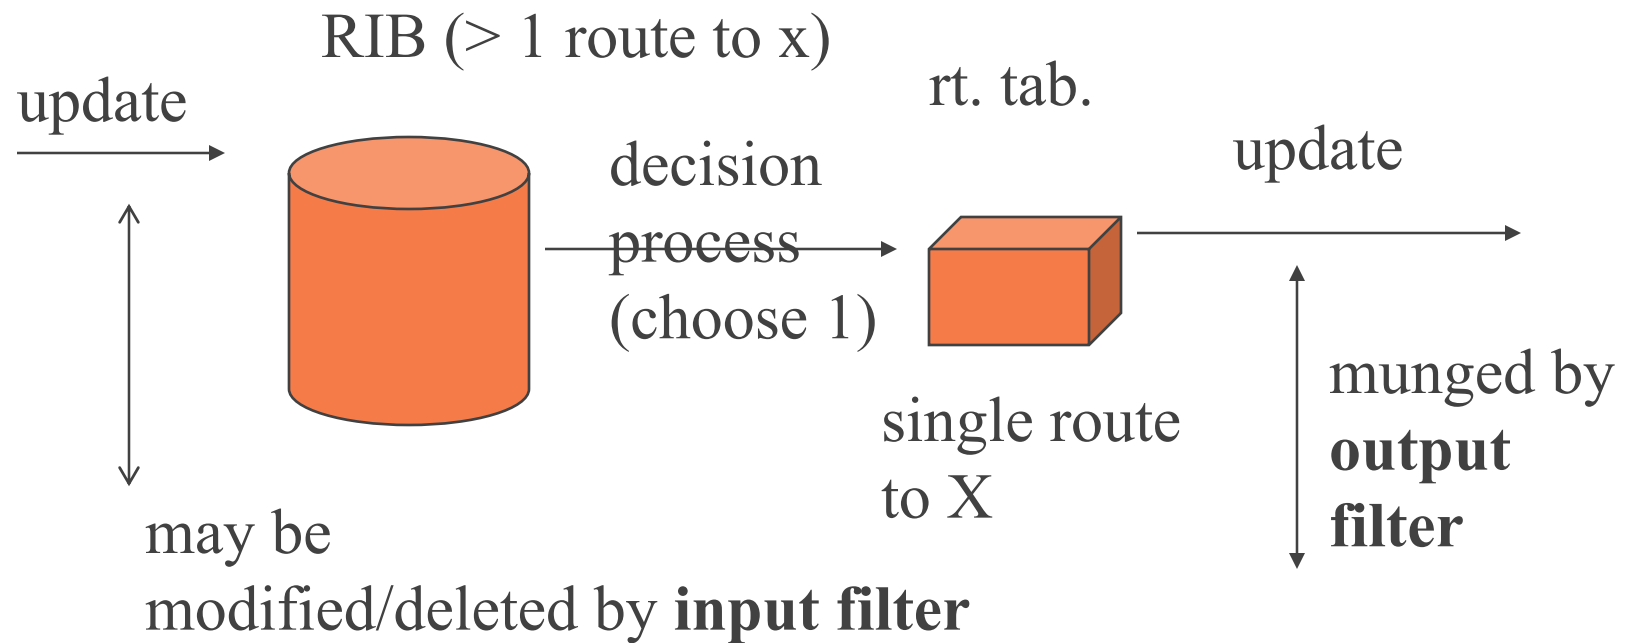 RIB (> 1 route to x)
update
rt. tab.
update
decision
process
(choose 1)
single route
to X
munged by
output
filter
may be
modified/deleted by input filter